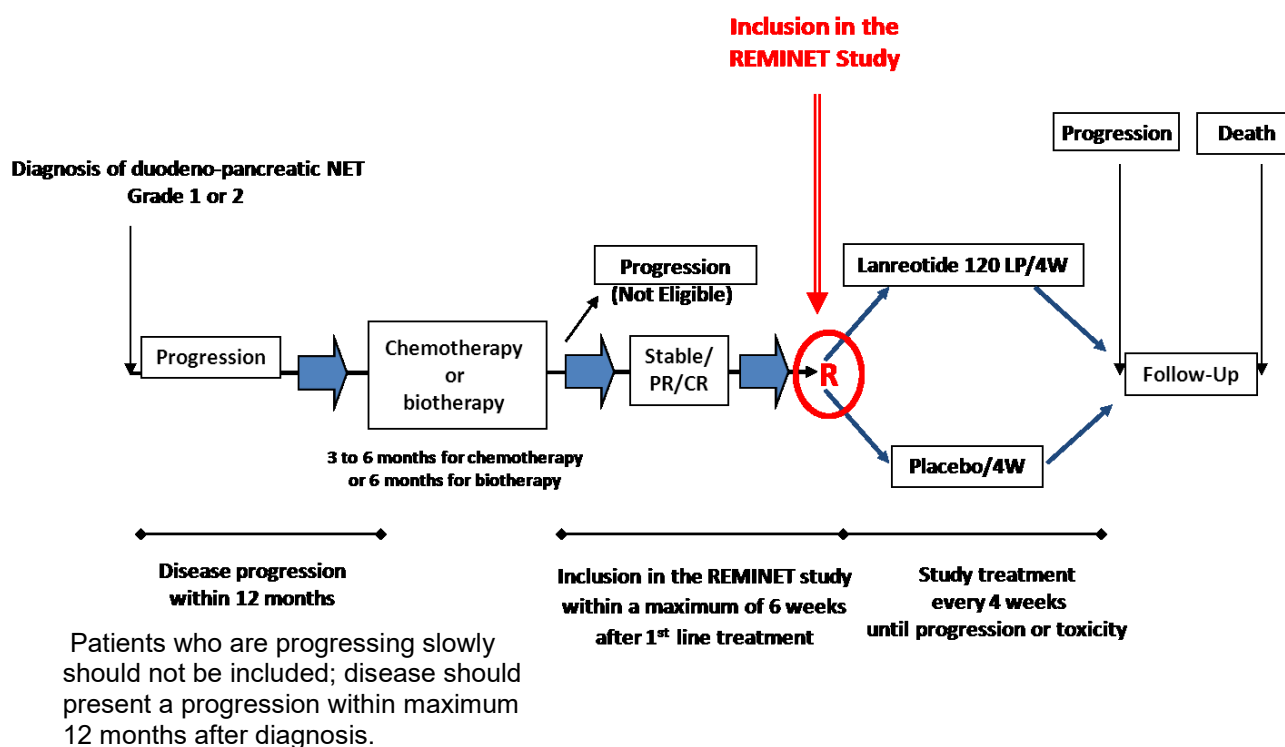 Inclusion in the
REMINET Study
Progression
Death
Diagnosis of duodeno-pancreatic NET
Grade 1 or 2
Progression
(Not Eligible)
Lanreotide 120 LP/4W
Progression
Chemotherapy
or
biotherapy
Stable/
PR/CR
R
Follow-Up
3 to 6 months for chemotherapy
or 6 months for biotherapy
Placebo/4W
Disease progression
within 12 months
Inclusion in the REMINET study
within a maximum of 6 weeks
after 1st line treatment
Study treatment
every 4 weeks
until progression or toxicity
Patients who are progressing slowly
should not be included; disease should
present a progression within maximum
12 months after diagnosis.